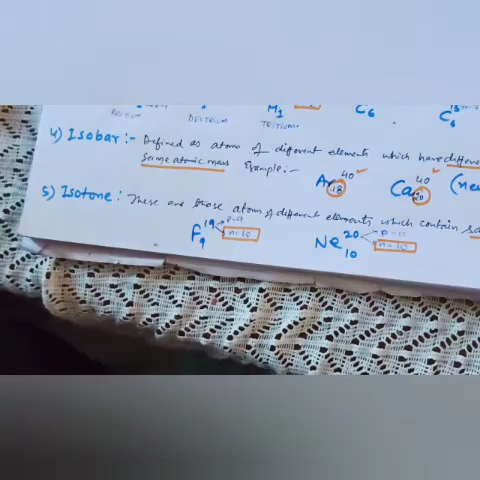 DEUTRIUM TRITIUM
C6 C6
4) Isobar:- Defined as atoms of different elements which have
same atomic mass Example:- Ar 40 18 Ca 40 20
5) Isotone: These are those atoms of different elements which contain
F 19 9 p=9 n=10 Ne 20 10 p=10 n=10